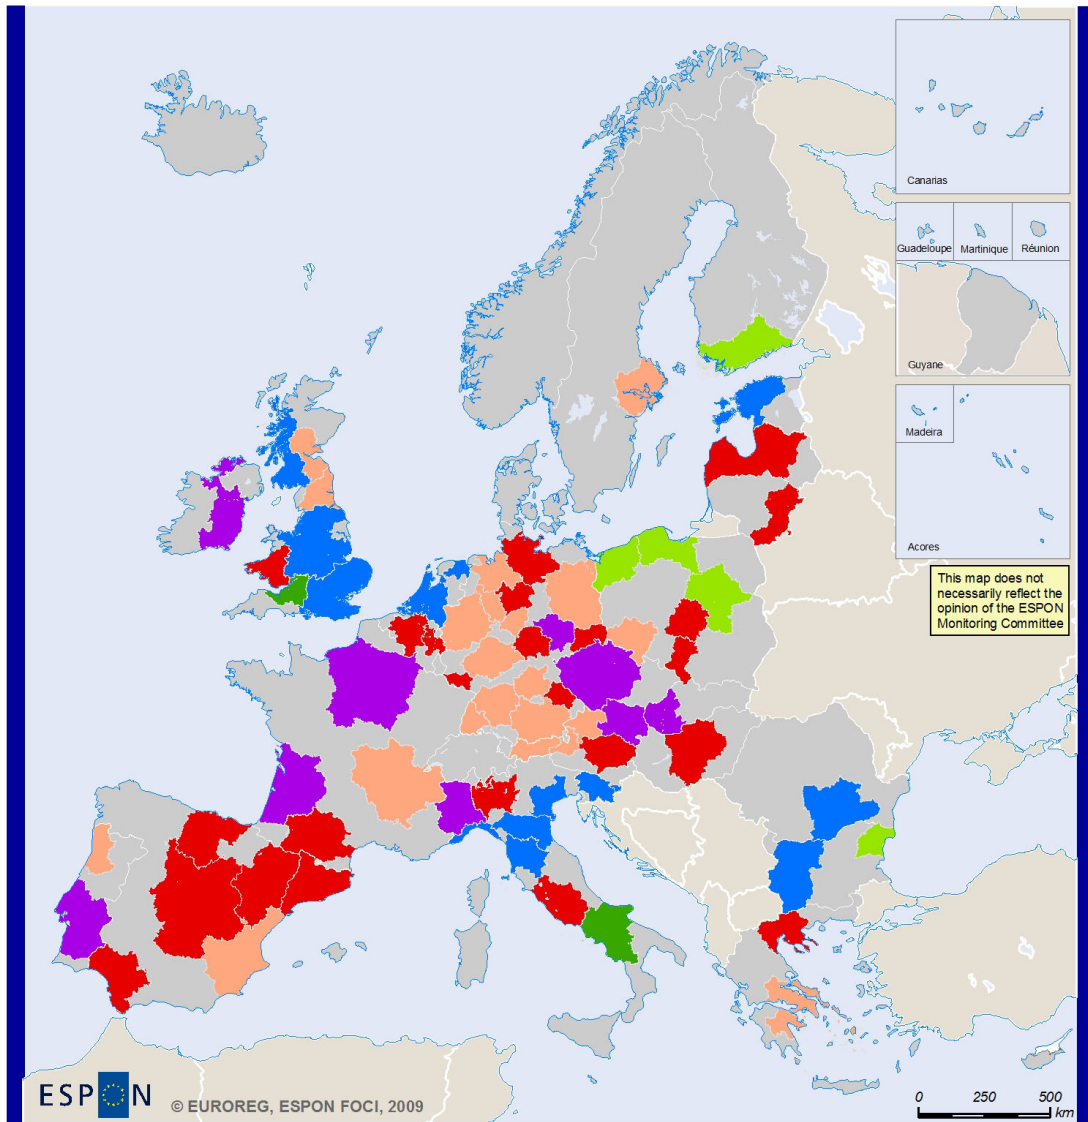 Canarias
Guadeloupe
Martinique
Réunion
Guyane
Madeira
Acores
This map does not
necessarily reflect the
opinion of the ESPON
Monitoring Committee
ESPON
© EUROREG, ESPON FOCI, 2009
0 250 500
km